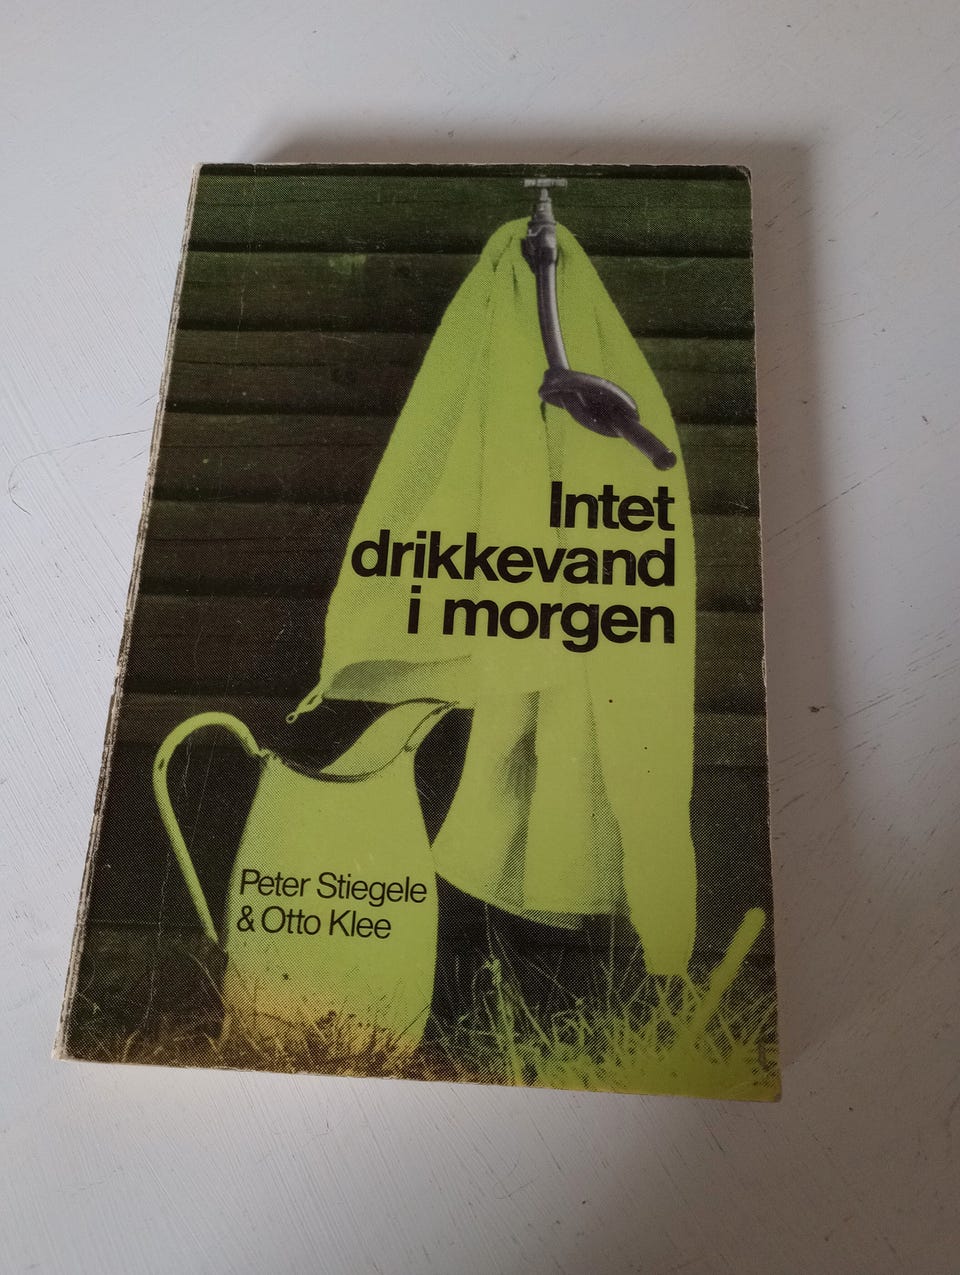 Intet
drikkevand
i morgen
Peter Stiegele
& Otto Klee